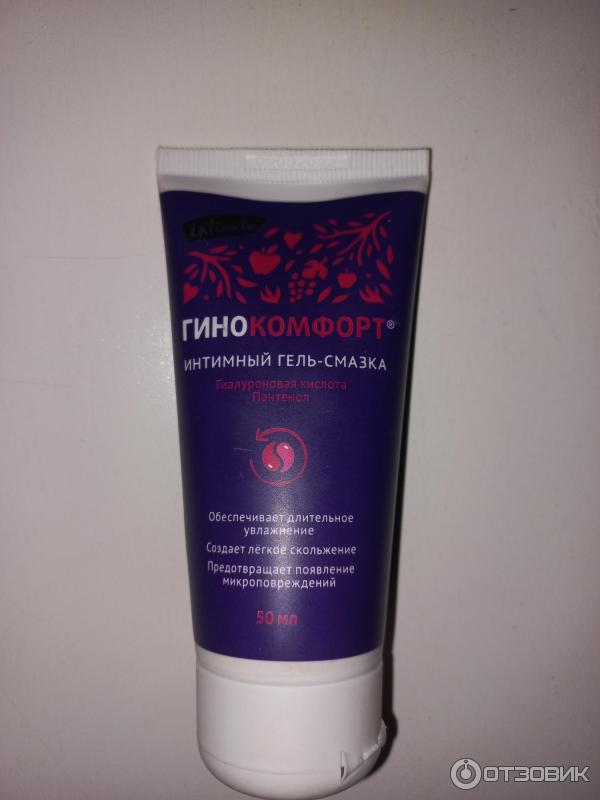 intimate
ГИНОКОМФОРТ®
ИНТИМНЫЙ ГЕЛЬ-СМАЗКА
Гиалуроновая кислота
Пантенол
Обеспечивает длительное
увлажнение
Создает лёгкое скольжение
Предотвращает появление
микроповреждений
50 мл
ОТЗОВИК